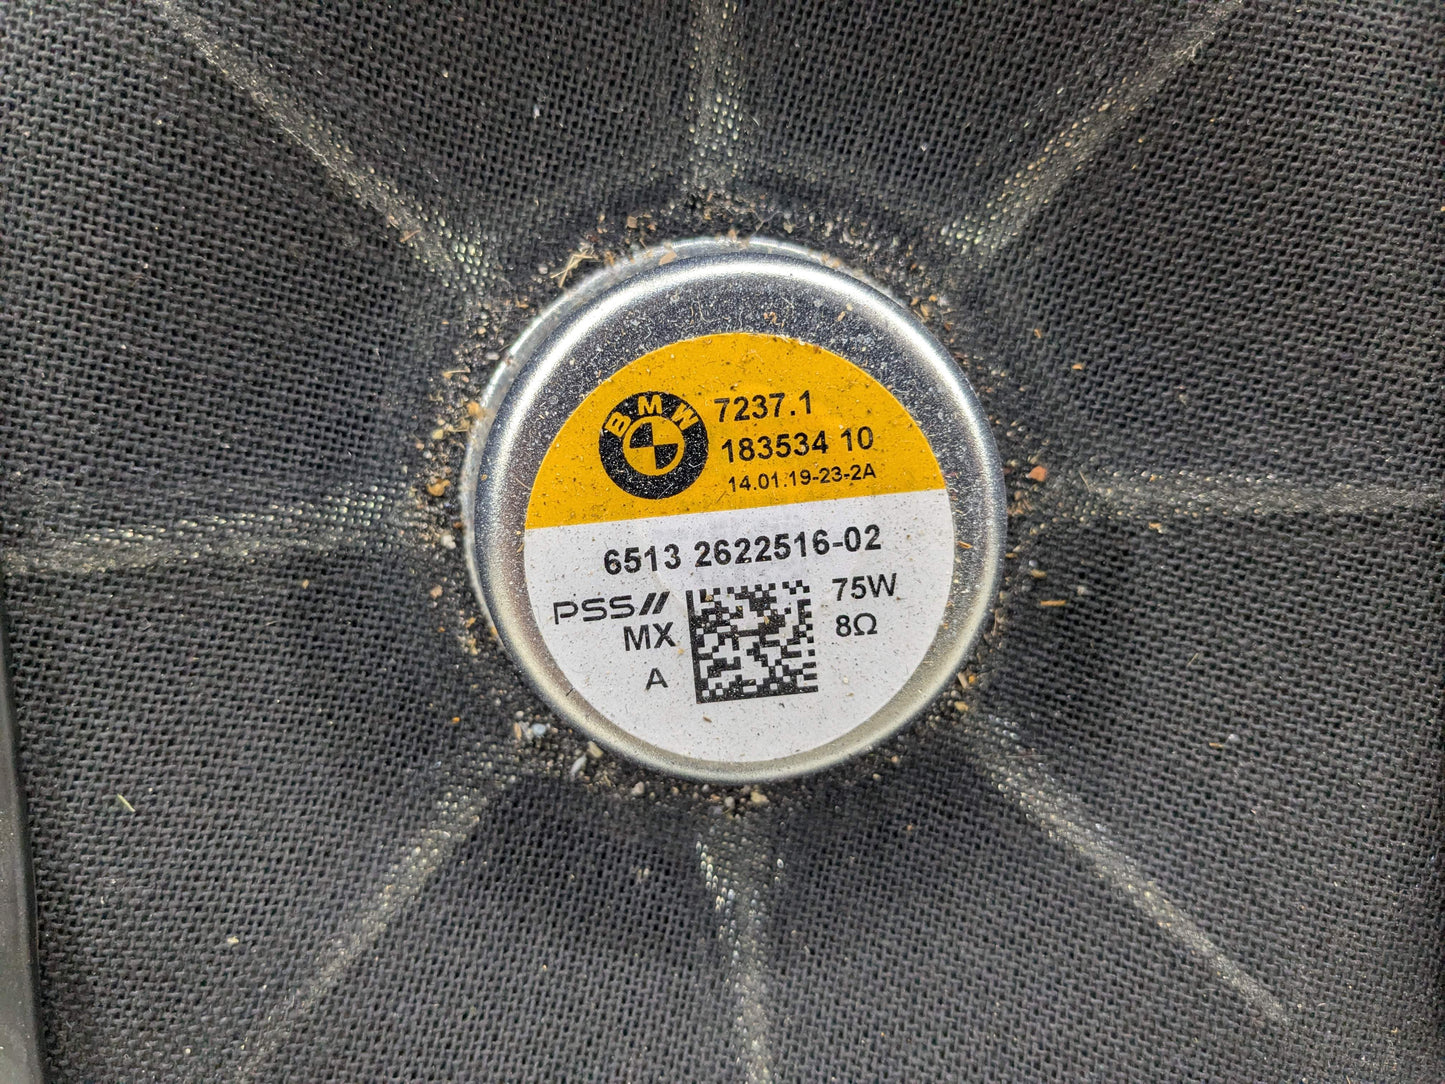 BMW
7237.1
183534 10
14.01.19-23-2A
6513 2622516-02
PSS//
MX
A
75W
8Ω